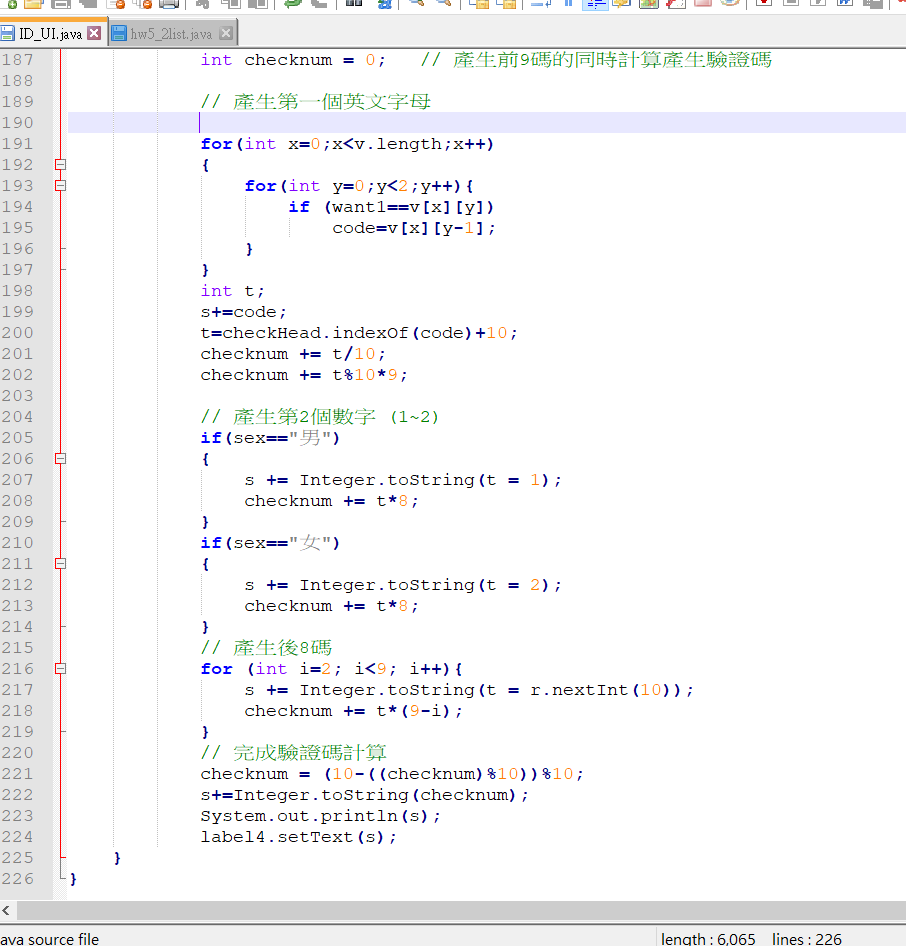 ID_UI.java hw5_2list.java
187 int checknum = 0; // 產生前9碼的同時計算產生驗證碼
188
189 // 產生第一個英文字母
190
191 for(int x=0;x<v.length;x++)
192 {
193 for(int y=0;y<2;y++){
194 if (want1==v[x][y])
195 code=v[x][y-1];
196 }
197 }
198 int t;
199 s+=code;
200 t=checkHead.indexOf(code)+10;
201 checknum += t/10;
202 checknum += t%10*9;
203
204 // 產生第2個數字 (1~2)
205 if(sex=="男")
206 {
207 s += Integer.toString(t = 1);
208 checknum += t*8;
209 }
210 if(sex=="女")
211 {
212 s += Integer.toString(t = 2);
213 checknum += t*8;
214 }
215 // 產生後8碼
216 for (int i=2; i<9; i++){
217 s += Integer.toString(t = r.nextInt(10));
218 checknum += t*(9-i);
219 }
220 // 完成驗證碼計算
221 checknum = (10-((checknum)%10))%10;
222 s+=Integer.toString(checknum);
223 System.out.println(s);
224 label4.setText(s);
225 }
226 }
ava source file length : 6,065 lines : 226